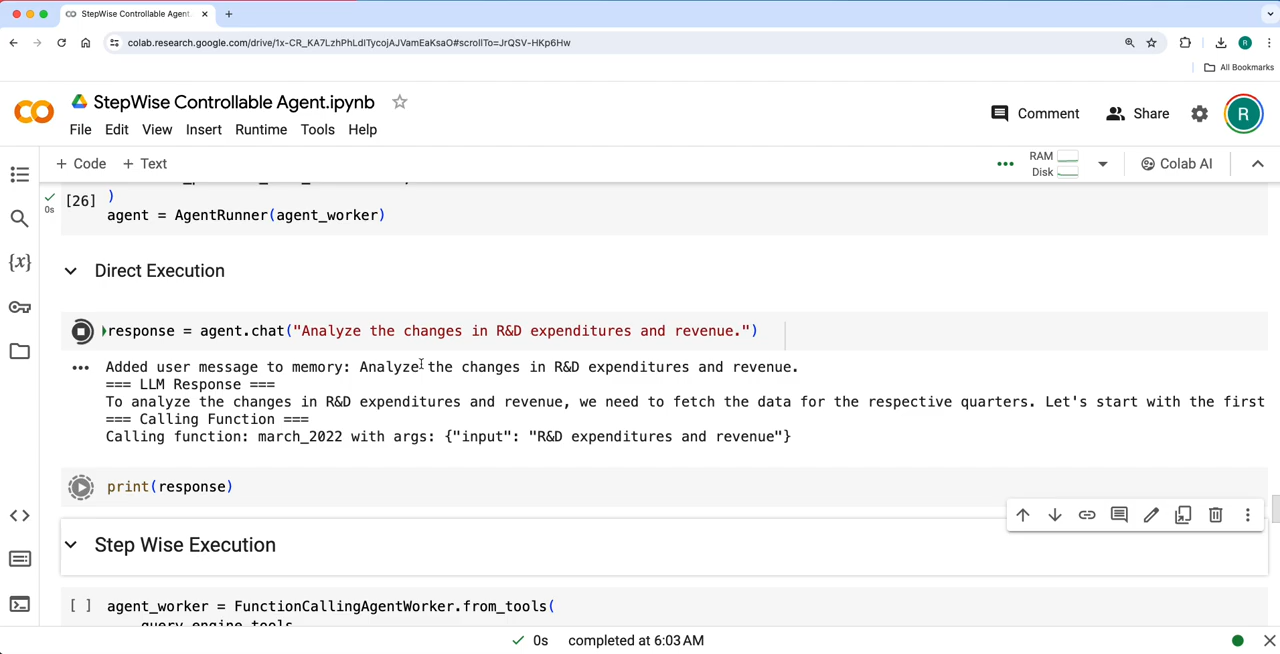 StepWise Controllable Agent.
colab.research.google.com/drive/1x-CR_KA7LzhPhLdITycojAJVamEaKsaO#scrollTo=JrQSV-HKp6Hw
R
All Bookmarks
CO
StepWise Controllable Agent.ipynb
Comment
Share
R
File Edit View Insert Runtime Tools Help
+ Code + Text
RAM
Disk
Colab AI
0s
[26] )
agent = AgentRunner(agent_worker)
{x}
Direct Execution
response = agent.chat("Analyze the changes in R&D expenditures and revenue.")
Added user message to memory: Analyze the changes in R&D expenditures and revenue.
=== LLM Response ===
To analyze the changes in R&D expenditures and revenue, we need to fetch the data for the respective quarters. Let's start with the first
=== Calling Function ===
Calling function: march_2022 with args: {"input": "R&D expenditures and revenue"}
print(response)
Step Wise Execution
[ ] agent_worker = FunctionCallingAgentWorker.from_tools(
query_engine_tools
0s completed at 6:03 AM